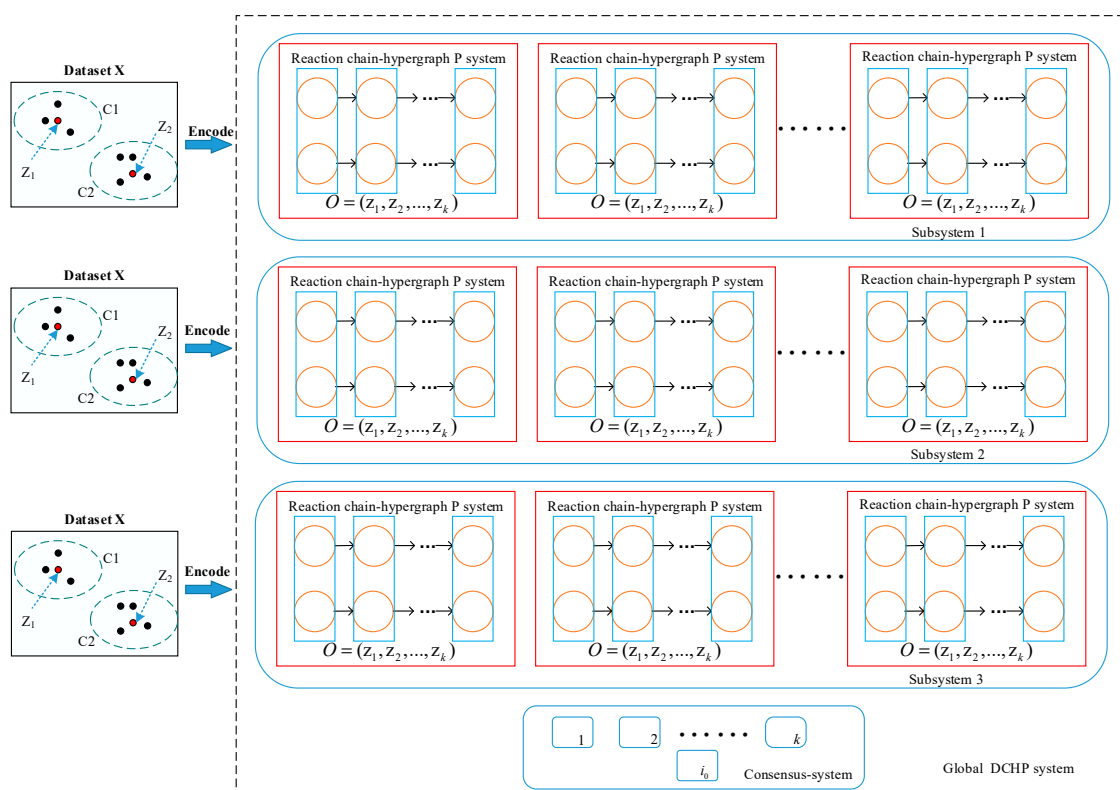 Dataset X
C1
Z2
Z1
C2
Encode
Reaction chain-hypergraph P system
O = (z1, z2, ..., zk)
Reaction chain-hypergraph P system
O = (z1, z2, ..., zk)
......
Reaction chain-hypergraph P system
O = (z1, z2, ..., zk)
Subsystem 1
Dataset X
C1
Z2
Z1
C2
Encode
Reaction chain-hypergraph P system
O = (z1, z2, ..., zk)
Reaction chain-hypergraph P system
O = (z1, z2, ..., zk)
......
Reaction chain-hypergraph P system
O = (z1, z2, ..., zk)
Subsystem 2
Dataset X
C1
Z2
Z1
C2
Encode
Reaction chain-hypergraph P system
O = (z1, z2, ..., zk)
Reaction chain-hypergraph P system
O = (z1, z2, ..., zk)
......
Reaction chain-hypergraph P system
O = (z1, z2, ..., zk)
Subsystem 3
1 2 ...... k
i0
Consensus-system
Global DCHP system